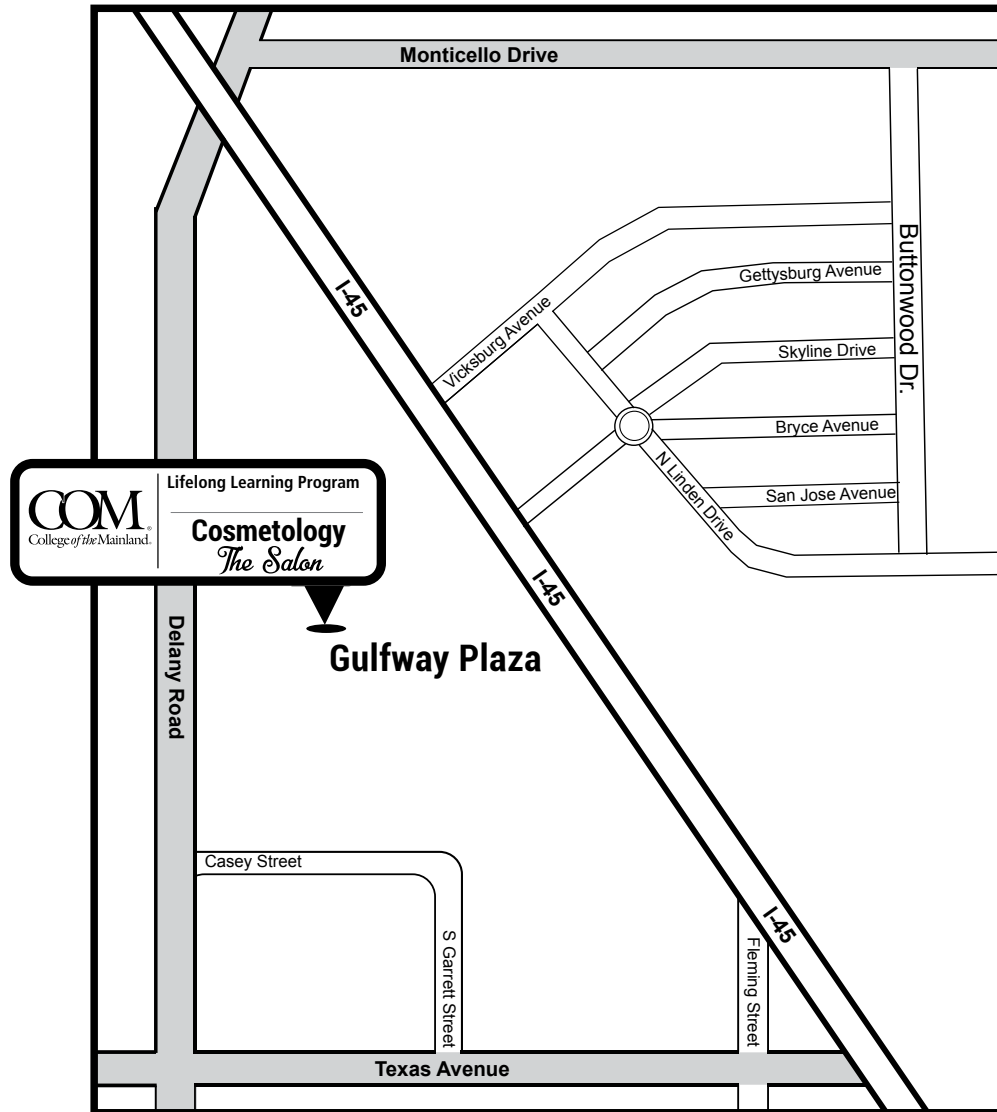 Monticello Drive
I-45
Buttonwood Dr.
Gettysburg Avenue
Vicksburg Avenue
Skyline Drive
Bryce Avenue
N Linden Drive
San Jose Avenue
COM®
College of the Mainland®
Lifelong Learning Program
Cosmetology
The Salon
I-45
Delany Road
Gulfway Plaza
Casey Street
S Garrett Street
Fleming Street
I-45
Texas Avenue